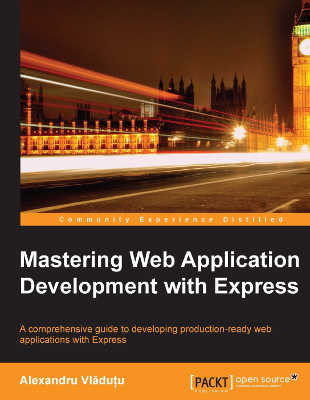 Community Experience Distilled
Mastering Web Application
Development with Express
A comprehensive guide to developing production-ready web
applications with Express
Alexandru Vlăduțu
[PACKT] open source*
PUBLISHING